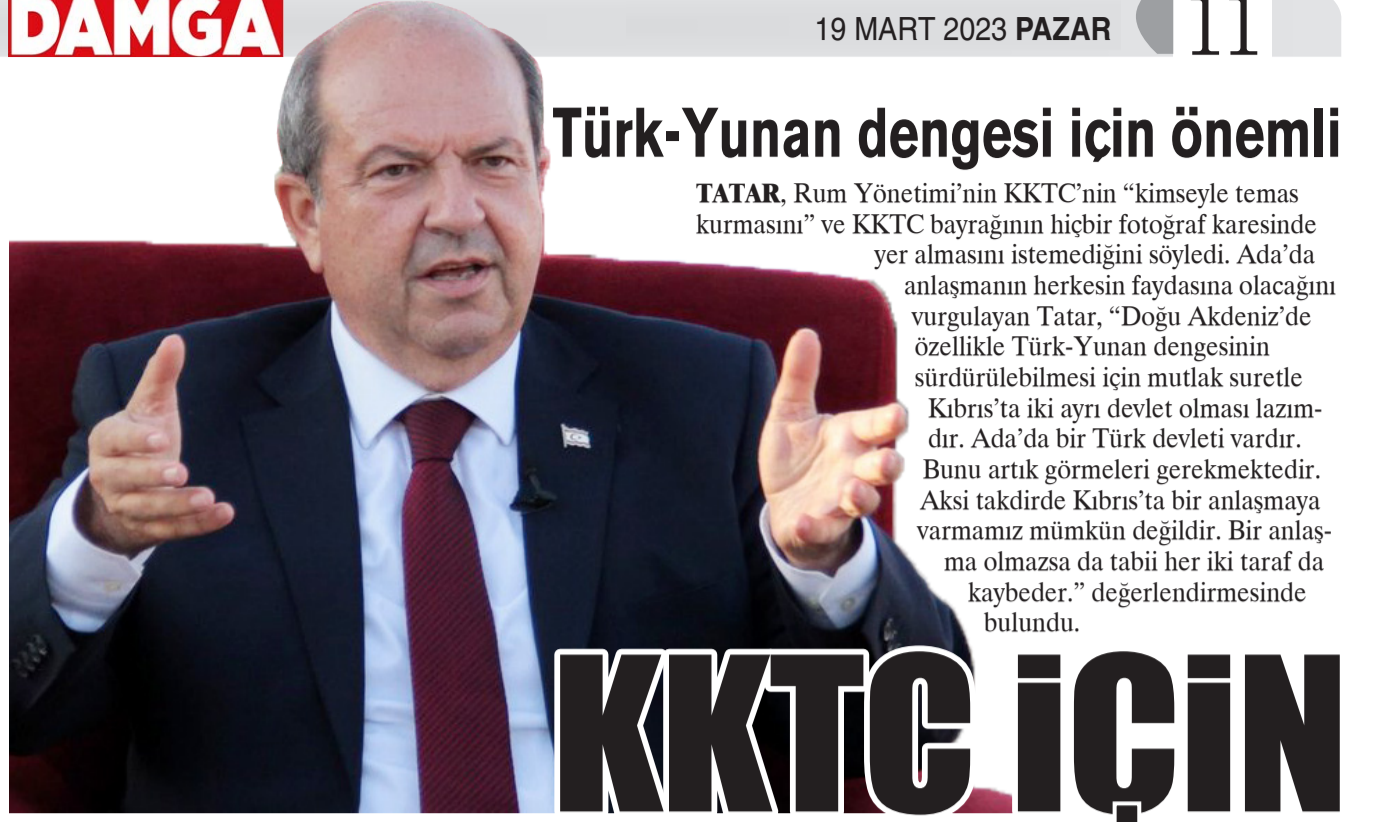 DAMGA
19 MART 2023 PAZAR
11
Türk-Yunan dengesi için önemli
TATAR, Rum Yönetimi’nin KKTC’nin “kimseyle temas
kurmasını” ve KKTC bayrağının hiçbir fotoğraf karesinde
yer almasını istemediğini söyledi. Ada’da
anlaşmanın herkesin faydasına olacağını
vurgulayan Tatar, “Doğu Akdeniz’de
özellikle Türk-Yunan dengesinin
sürdürülebilmesi için mutlak suretle
Kıbrıs’ta iki ayrı devlet olması lazım-
dır. Ada’da bir Türk devleti vardır.
Bunu artık görmeleri gerekmektedir.
Aksi takdirde Kıbrıs’ta bir anlaşmaya
varmamız mümkün değildir. Bir anlaş-
ma olmazsa da tabii her iki taraf da
kaybeder.” değerlendirmesinde
bulundu.
KKTC İÇİN